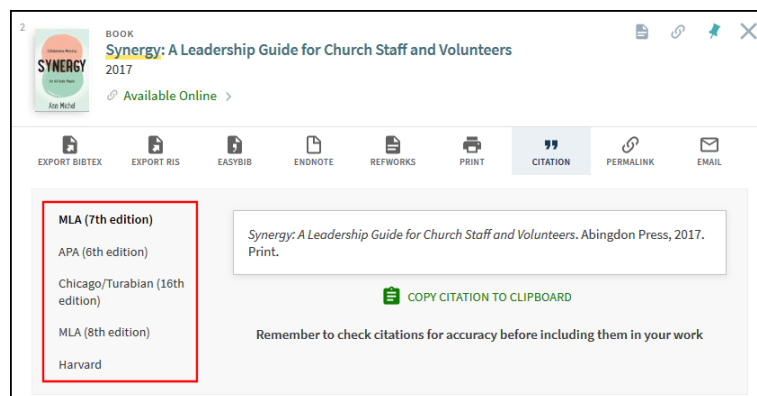 2
BOOK
Synergy: A Leadership Guide for Church Staff and Volunteers
2017
Available Online
SYNERGY
Ann Michel
EXPORT BIBTEX
EXPORT RIS
EASYBIB
ENDNOTE
REFWORKS
PRINT
CITATION
PERMALINK
EMAIL
MLA (7th edition)
APA (6th edition)
Chicago/Turabian (16th
edition)
MLA (8th edition)
Harvard
Synergy: A Leadership Guide for Church Staff and Volunteers. Abingdon Press, 2017.
Print.
COPY CITATION TO CLIPBOARD
Remember to check citations for accuracy before including them in your work